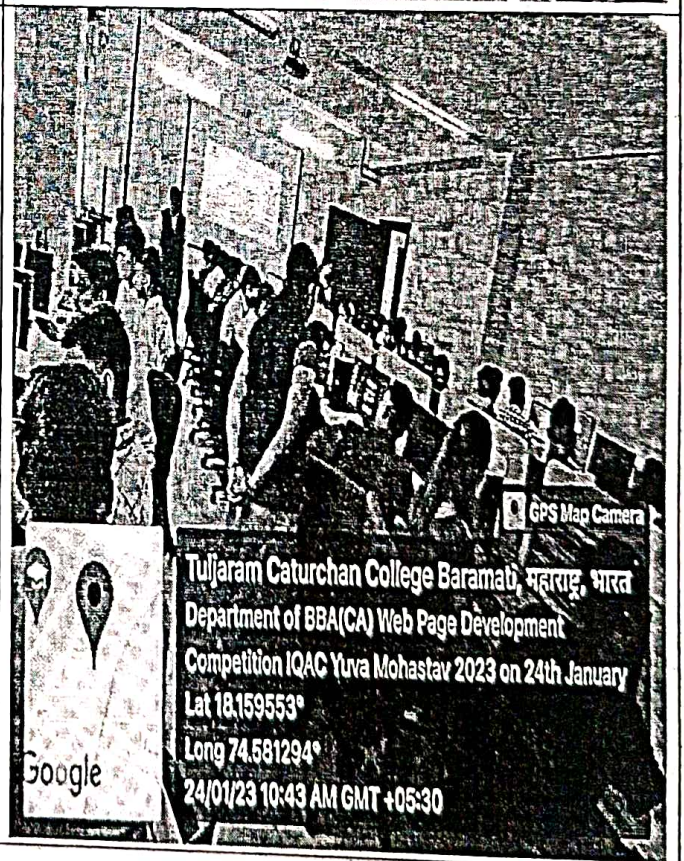 GPS Map Camera
Tuljaram Caturchan College Baramati, महाराष्ट्र, भारत
Department of BBA(CA) Web Page Development
Competition IQAC Yuva Mohastav 2023 on 24th January
Lat 18.159553°
Long 74.581294°
24/01/23 10:43 AM GMT +05:30
Google